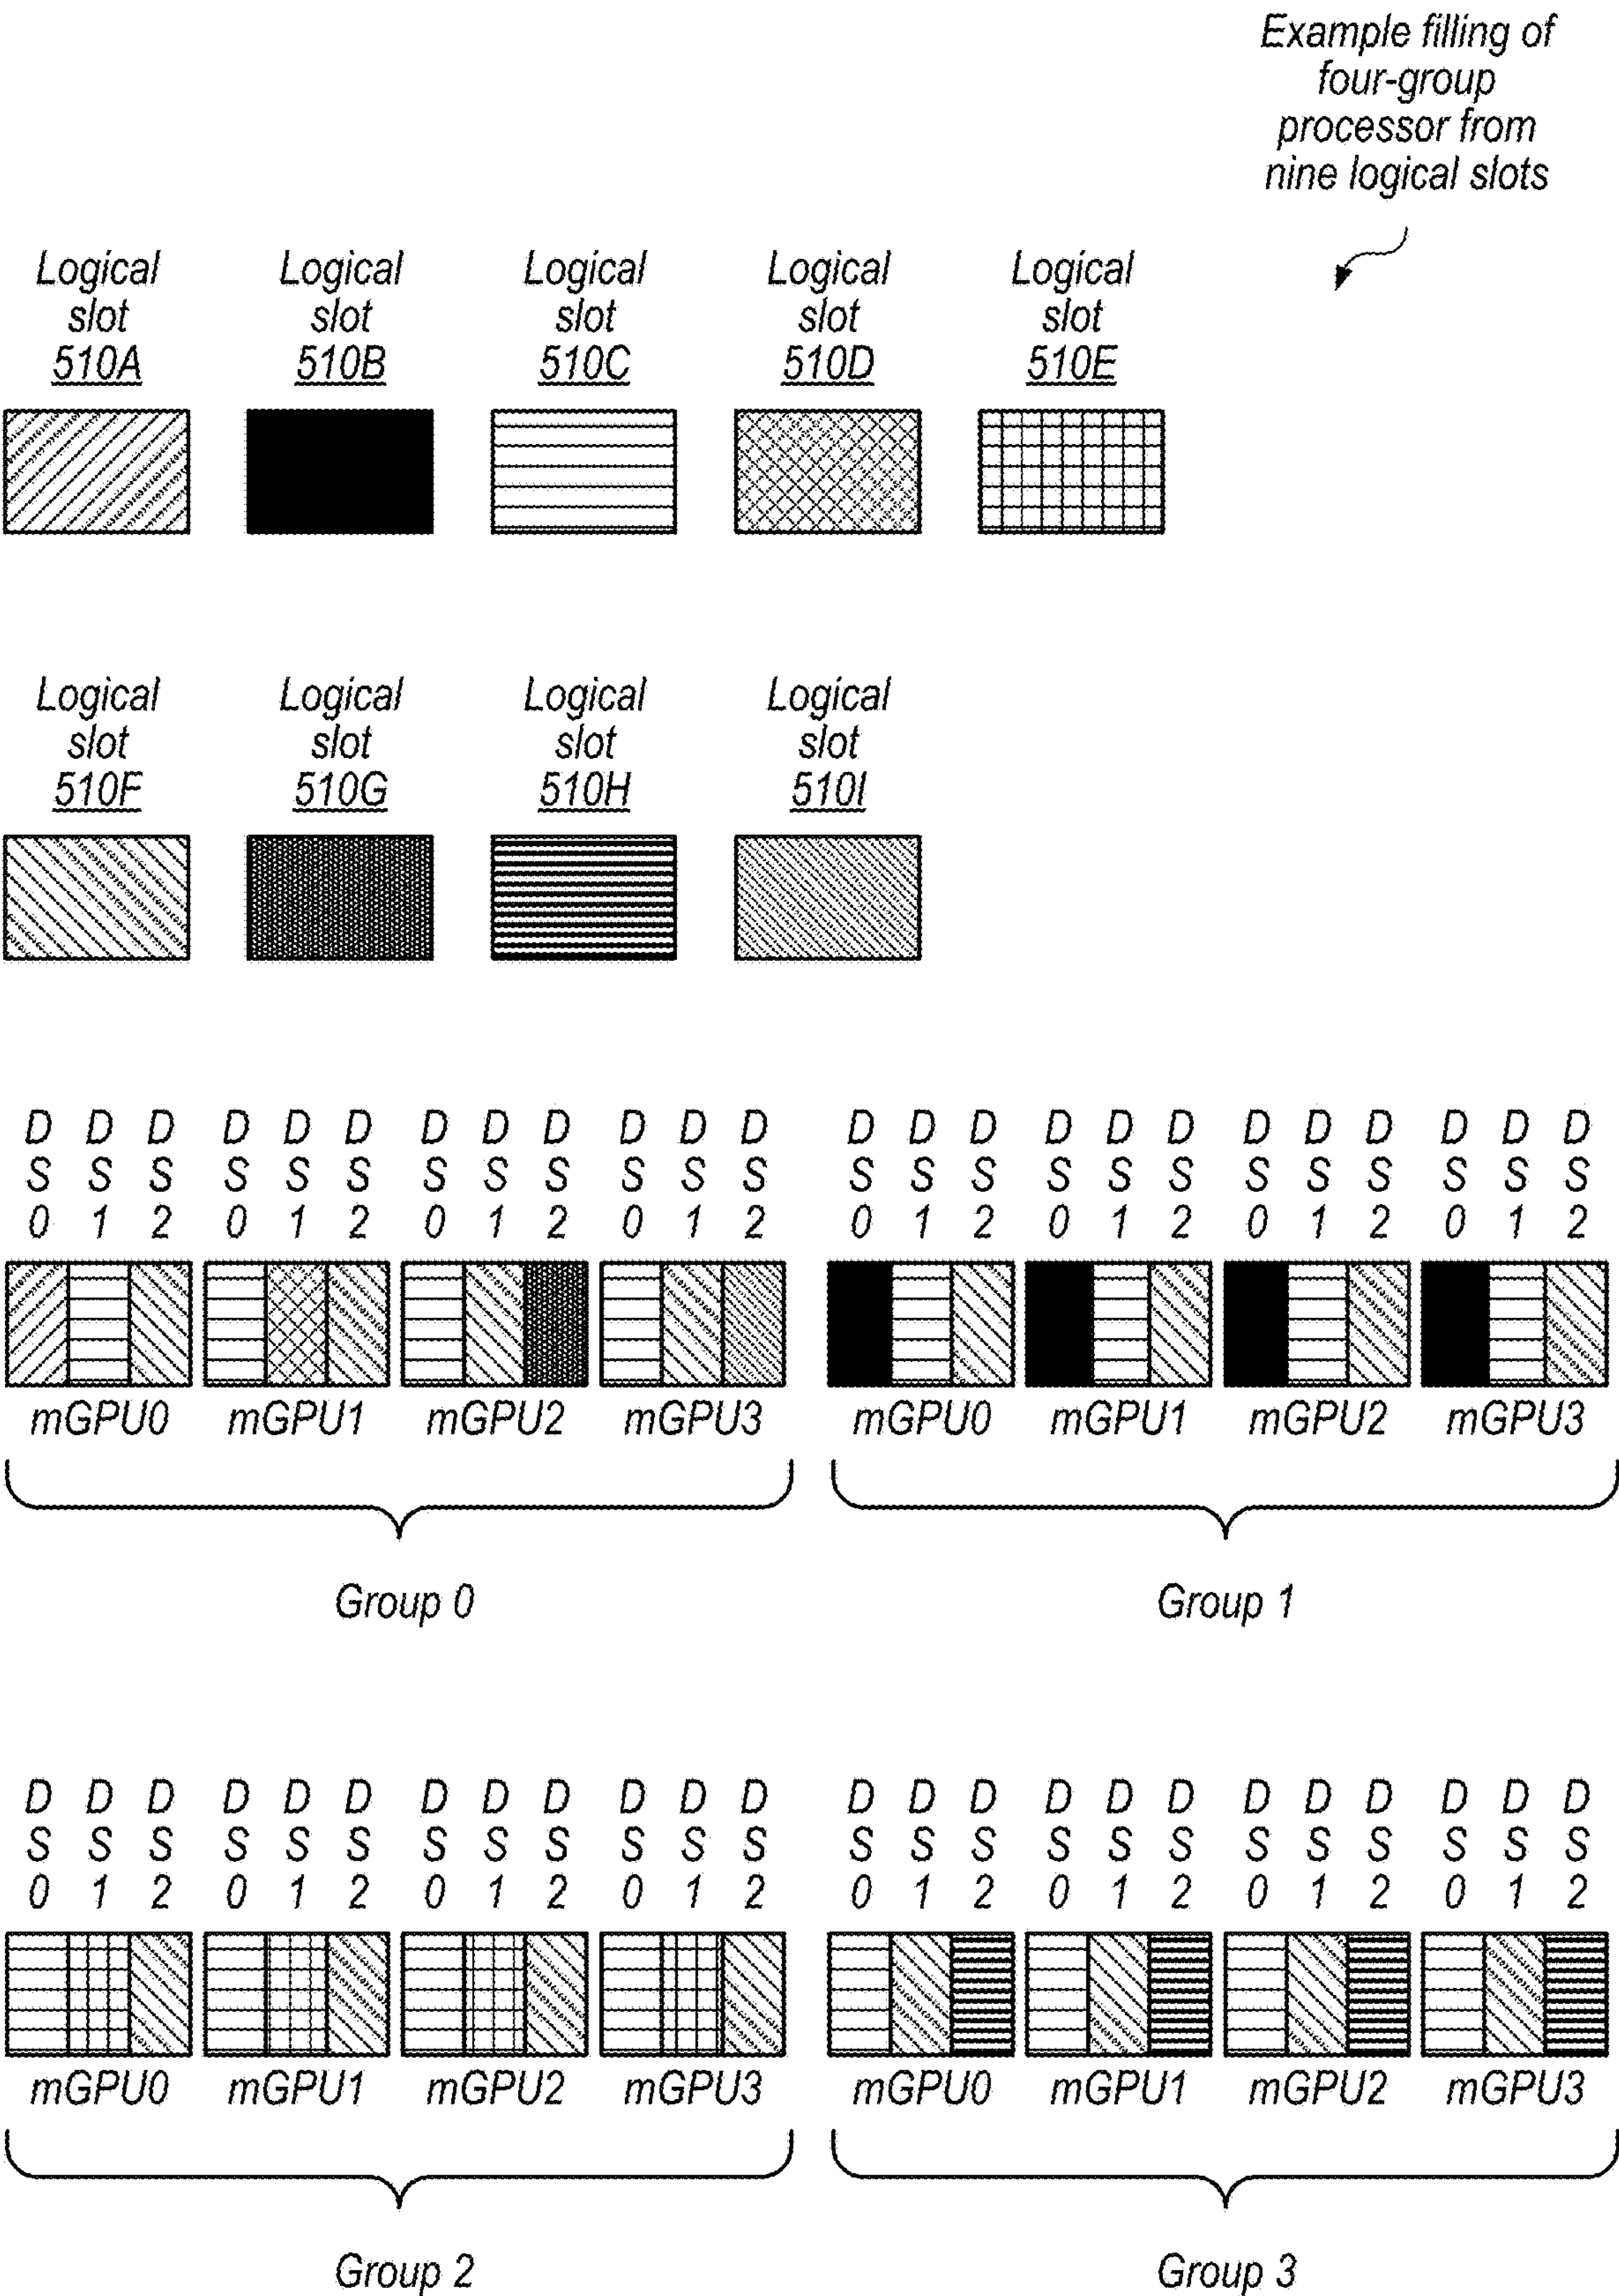 Example filling of
four-group
processor from
nine logical slots
Logical slot 510A
Logical slot 510B
Logical slot 510C
Logical slot 510D
Logical slot 510E
Logical slot 510F
Logical slot 510G
Logical slot 510H
Logical slot 510I
D D D D D D D D D D D D D D D D D D D D D D D D
S S S S S S S S S S S S S S S S S S S S S S S S
0 1 2 0 1 2 0 1 2 0 1 2 0 1 2 0 1 2 0 1 2 0 1 2
mGPU0 mGPU1 mGPU2 mGPU3 mGPU0 mGPU1 mGPU2 mGPU3
Group 0 Group 1
D D D D D D D D D D D D D D D D D D D D D D D D
S S S S S S S S S S S S S S S S S S S S S S S S
0 1 2 0 1 2 0 1 2 0 1 2 0 1 2 0 1 2 0 1 2 0 1 2
mGPU0 mGPU1 mGPU2 mGPU3 mGPU0 mGPU1 mGPU2 mGPU3
Group 2 Group 3